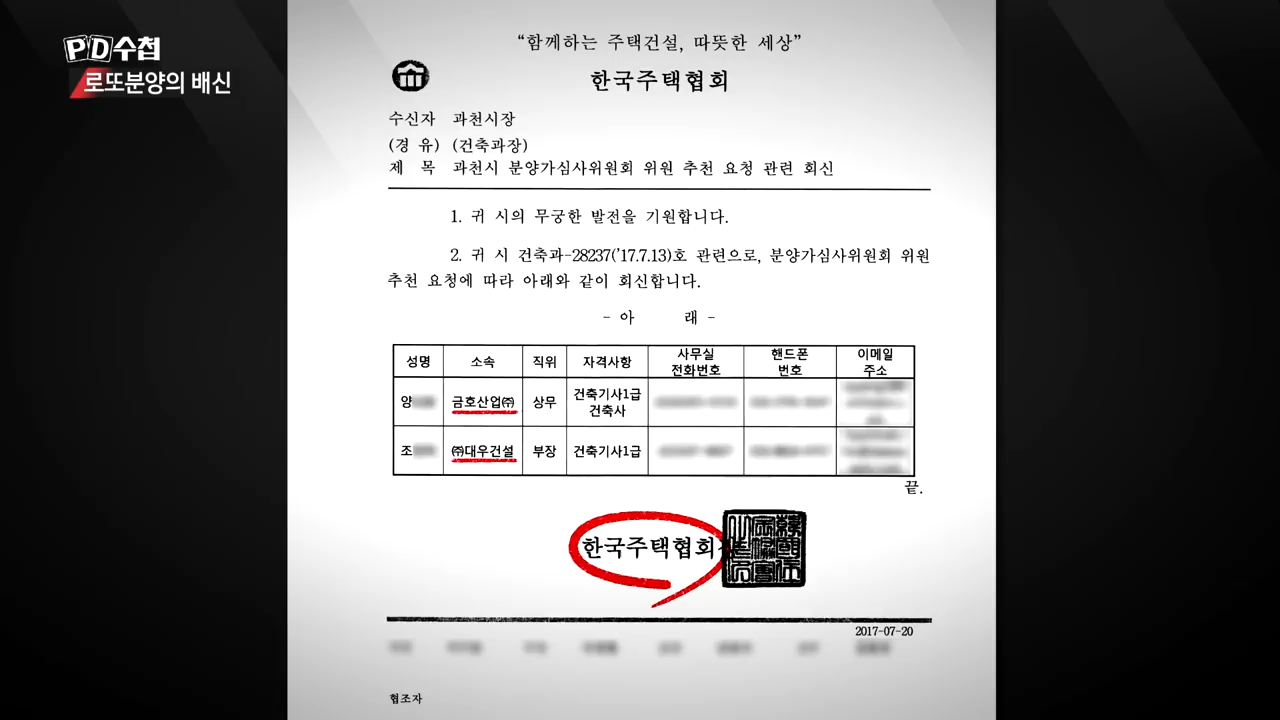 PD수첩
로또분양의 배신
“함께하는 주택건설, 따뜻한 세상”
한국주택협회
수신자 과천시장
(경 유) (건축과장)
제 목 과천시 분양가심사위원회 위원 추천 요청 관련 회신
1. 귀 시의 무궁한 발전을 기원합니다.
2. 귀 시 건축과-28237('17.7.13)호 관련으로, 분양가심사위원회 위원
추천 요청에 따라 아래와 같이 회신합니다.
- 아 래 -
성명 소속 직위 자격사항 사무실 전화번호 핸드폰 번호 이메일 주소
양 금호산업㈜ 상무 건축기사1급 건축사
조 ㈜대우건설 부장 건축기사1급
끝.
한국주택협회
2017-07-20
협조자